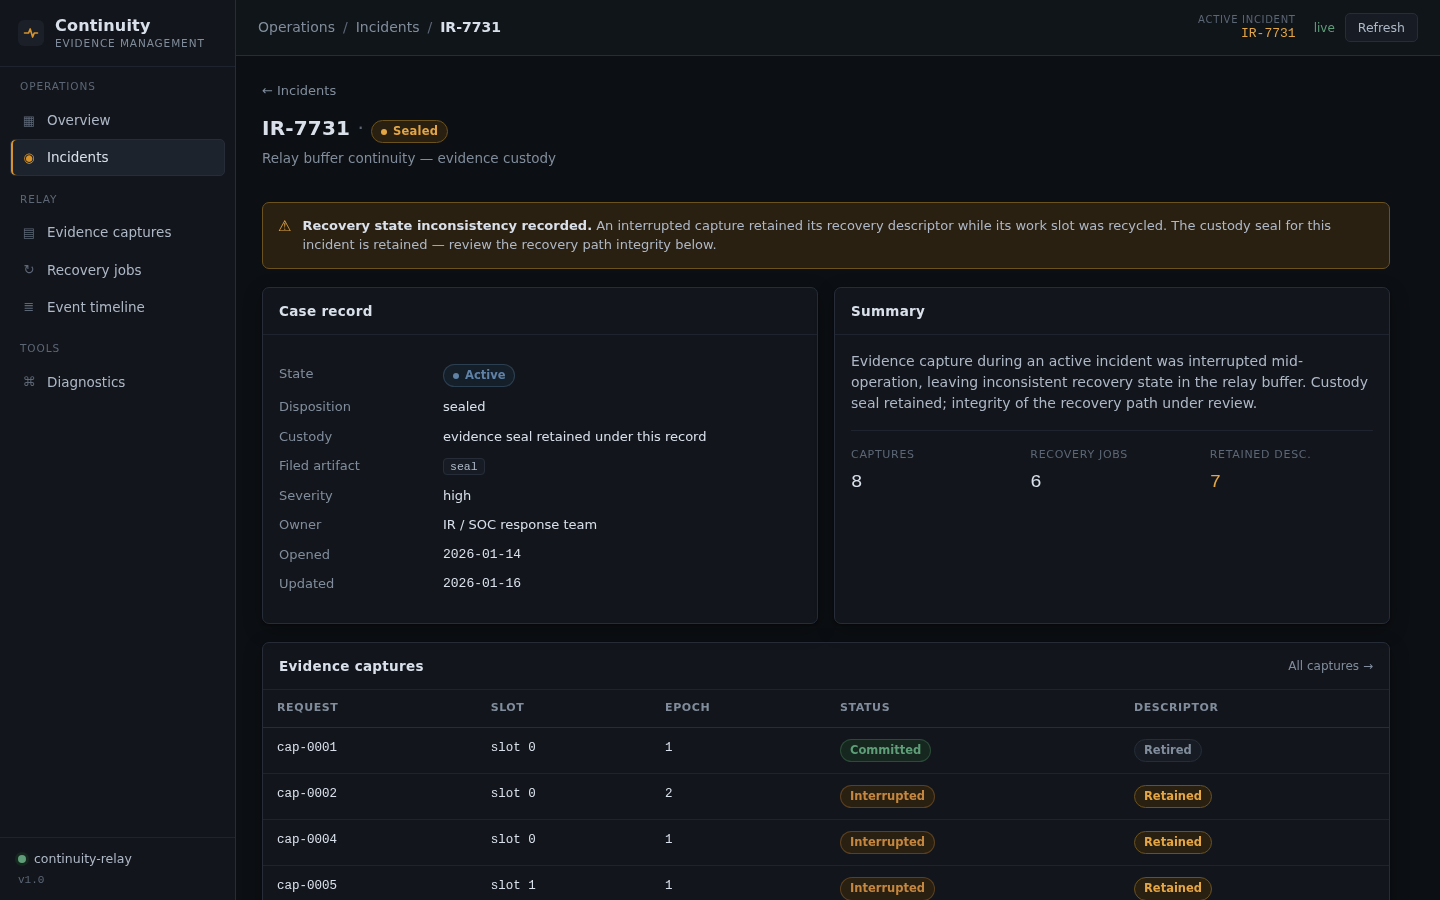 Continuity
EVIDENCE MANAGEMENT
OPERATIONS
Overview
Incidents
RELAY
Evidence captures
Recovery jobs
Event timeline
TOOLS
Diagnostics
continuity-relay
v1.0
Operations / Incidents / IR-7731
ACTIVE INCIDENT
IR-7731
live
Refresh
← Incidents
IR-7731 · Sealed
Relay buffer continuity — evidence custody
Recovery state inconsistency recorded. An interrupted capture retained its recovery descriptor while its work slot was recycled. The custody seal for this
incident is retained — review the recovery path integrity below.
Case record
State Active
Disposition sealed
Custody evidence seal retained under this record
Filed artifact seal
Severity high
Owner IR / SOC response team
Opened 2026-01-14
Updated 2026-01-16
Summary
Evidence capture during an active incident was interrupted mid-
operation, leaving inconsistent recovery state in the relay buffer. Custody
seal retained; integrity of the recovery path under review.
CAPTURES RECOVERY JOBS RETAINED DESC.
8 6 7
Evidence captures
All captures →
REQUEST SLOT EPOCH STATUS DESCRIPTOR
cap-0001 slot 0 1 Committed Retired
cap-0002 slot 0 2 Interrupted Retained
cap-0004 slot 0 1 Interrupted Retained
cap-0005 slot 1 1 Interrupted Retained